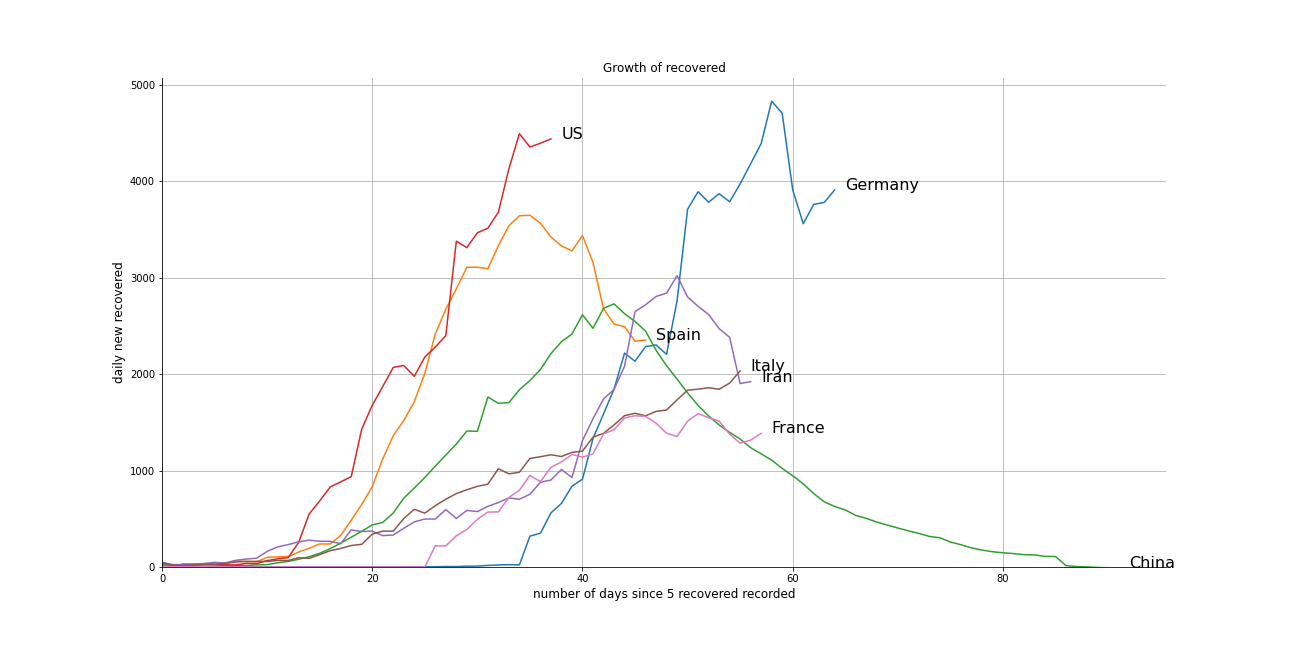 Growth of recovered
5000
US
4000
Germany
3000
Spain
daily new recovered
2000
Italy
Iran
France
1000
China
0
0 20 40 60 80
number of days since 5 recovered recorded